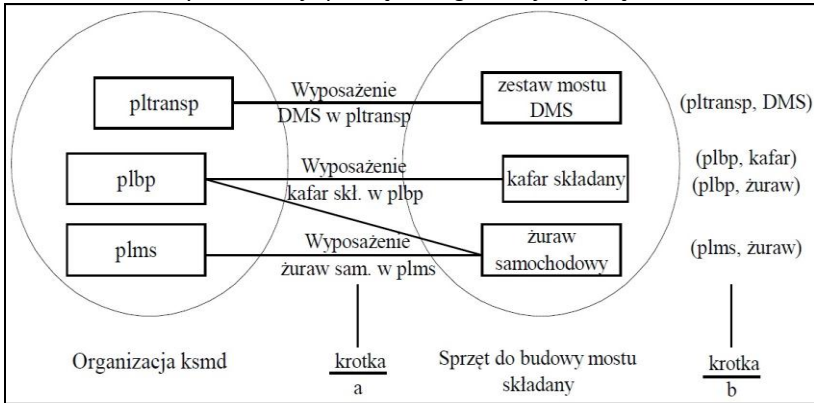 pltransp
Wyposażenie
DMS w pltransp
zestaw mostu
DMS
(pltransp, DMS)
plbp
Wyposażenie
kafar skł. w plbp
kafar składany
(plbp, kafar)
(plbp, żuraw)
plms
Wyposażenie
żuraw sam. w plms
żuraw
samochodowy
(plms, żuraw)
Organizacja ksmd
krotka
a
Sprzęt do budowy mostu
składany
krotka
b